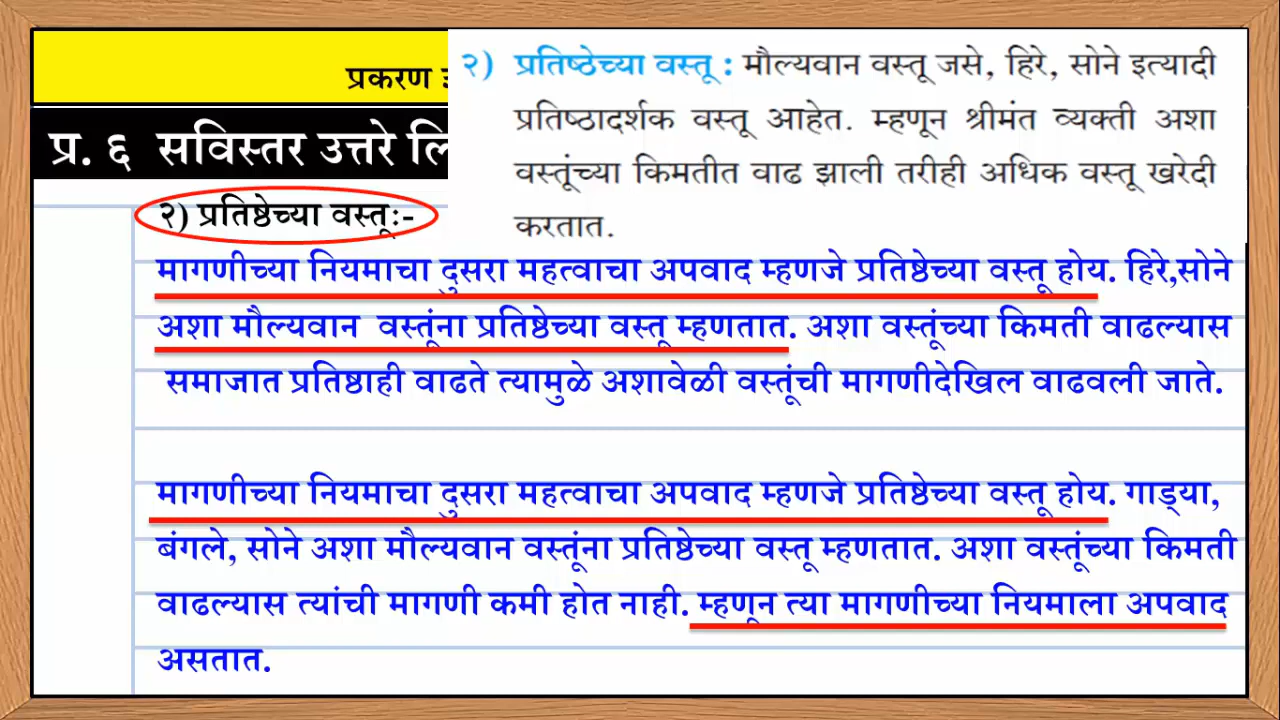 प्रकरण
प्र. ६ सविस्तर उत्तरे
२) प्रतिष्ठेच्या वस्तू : मौल्यवान वस्तू जसे, हिरे, सोने इत्यादी
प्रतिष्ठादर्शक वस्तू आहेत. म्हणून श्रीमंत व्यक्ती अशा
वस्तूंच्या किमतीत वाढ झाली तरीही अधिक वस्तू खरेदी
करतात.
२) प्रतिष्ठेच्या वस्तूः-
मागणीच्या नियमाचा दुसरा महत्वाचा अपवाद म्हणजे प्रतिष्ठेच्या वस्तू होय. हिरे,सोने
अशा मौल्यवान वस्तूंना प्रतिष्ठेच्या वस्तू म्हणतात. अशा वस्तूंच्या किमती वाढल्यास
समाजात प्रतिष्ठाही वाढते त्यामुळे अशावेळी वस्तूंची मागणीदेखिल वाढवली जाते.
मागणीच्या नियमाचा दुसरा महत्वाचा अपवाद म्हणजे प्रतिष्ठेच्या वस्तू होय. गाड्या,
बंगले, सोने अशा मौल्यवान वस्तूंना प्रतिष्ठेच्या वस्तू म्हणतात. अशा वस्तूंच्या किमती
वाढल्यास त्यांची मागणी कमी होत नाही. म्हणून त्या मागणीच्या नियमाला अपवाद
असतात.